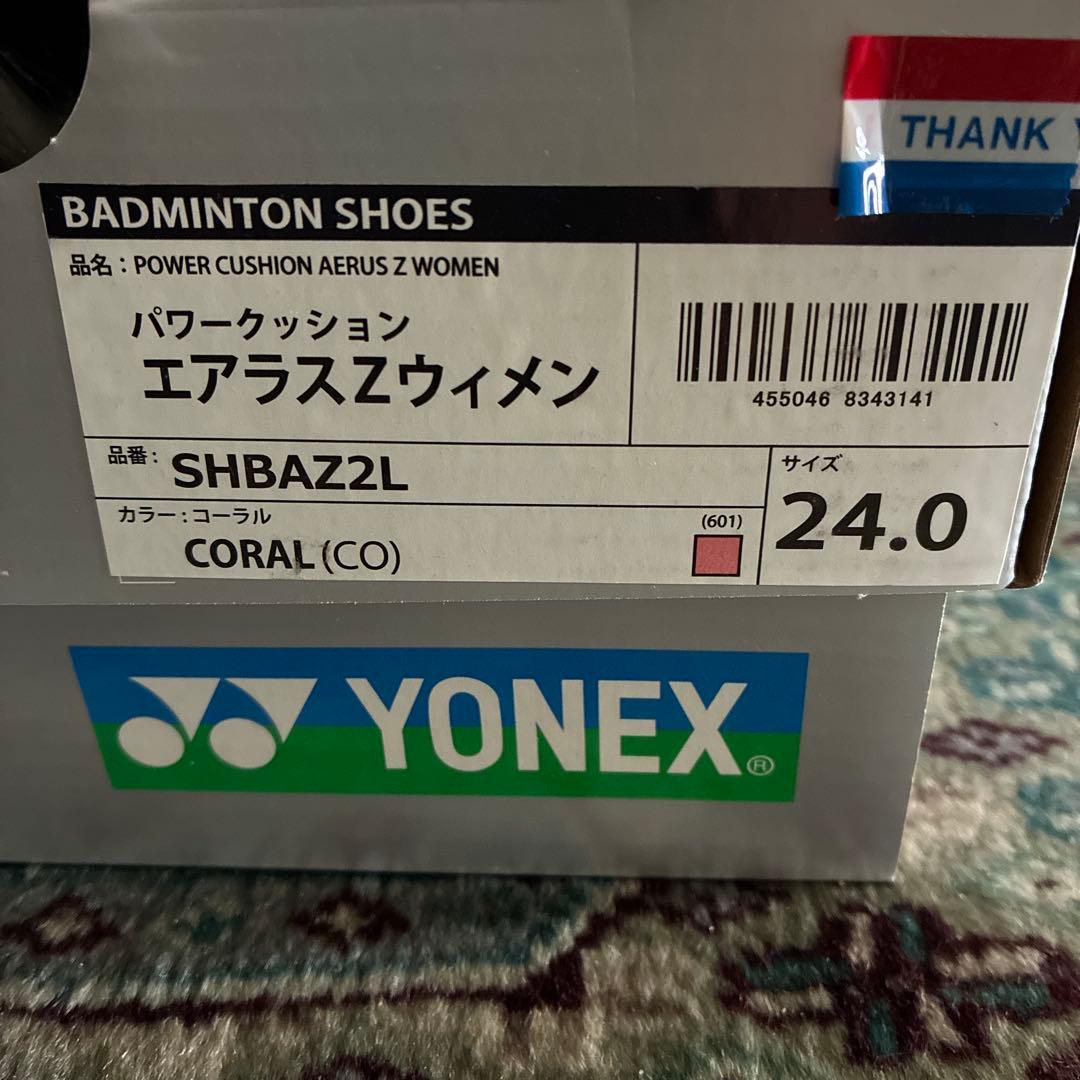 THANK
BADMINTON SHOES
品名：POWER CUSHION AERUS Z WOMEN
パワークッション
エアラスZウィメン
455046 8343141
品番：
SHBAZ2L
サイズ
24.0
カラー：コーラル
(601)
CORAL(CO)
YONEX®